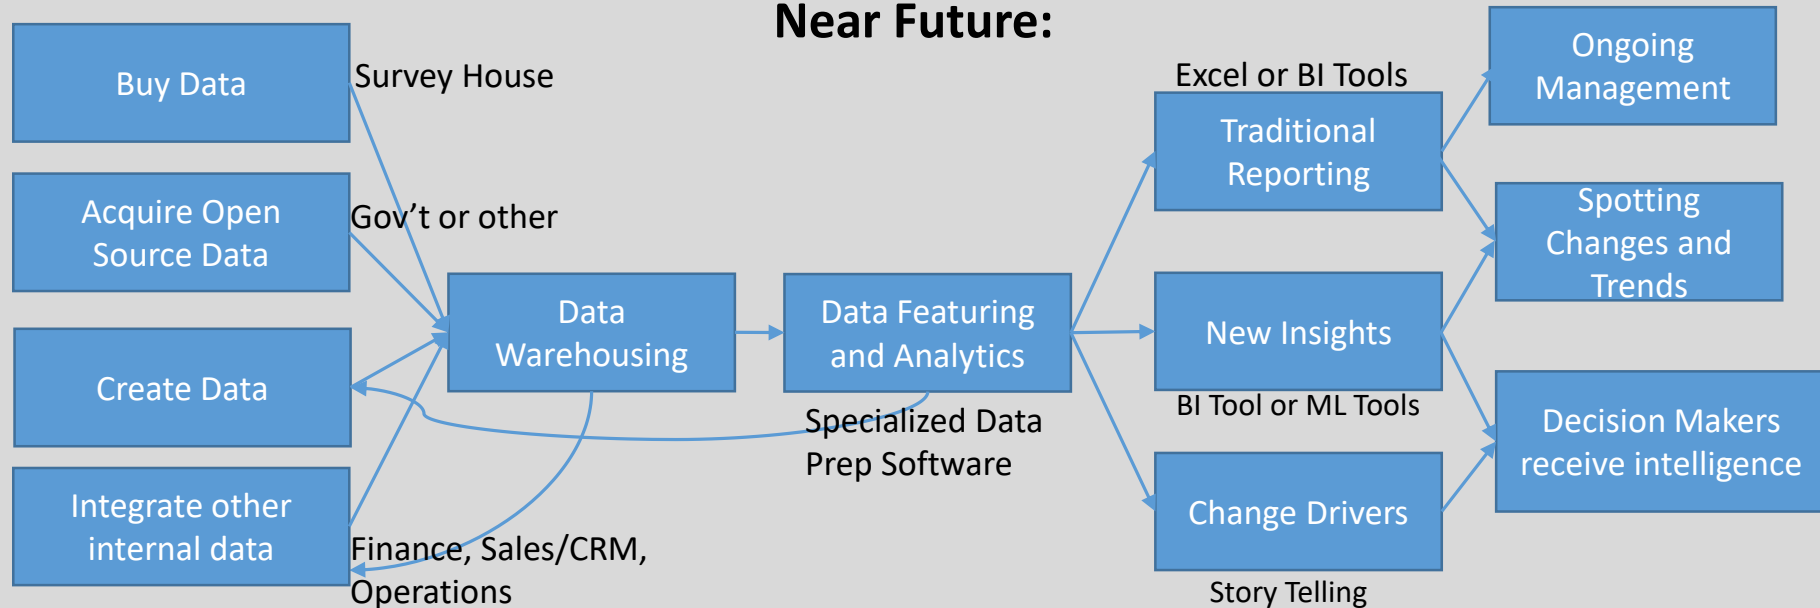 Near Future:
Buy Data
Survey House
Acquire Open
Source Data
Gov't or other
Create Data
Integrate other
internal data
Finance, Sales/CRM,
Operations
Data
Warehousing
Data Featuring
and Analytics
Specialized Data
Prep Software
Excel or BI Tools
Traditional
Reporting
New Insights
BI Tool or ML Tools
Change Drivers
Story Telling
Ongoing
Management
Spotting
Changes and
Trends
Decision Makers
receive intelligence